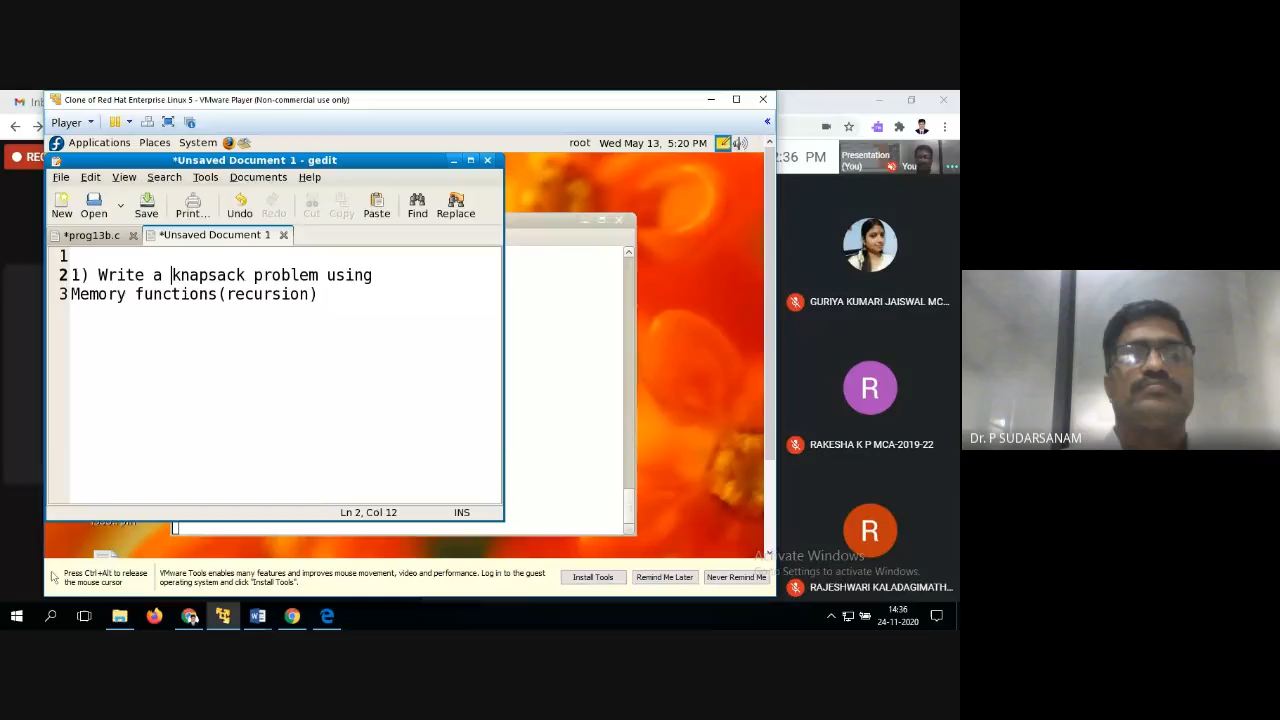 Clone of Red Hat Enterprise Linux 5 - VMware Player (Non-commercial use only)
Player
Applications Places System
root Wed May 13, 5:20 PM
*Unsaved Document 1 - gedit
File Edit View Search Tools Documents Help
New Open Save Print... Undo Redo Cut Copy Paste Find Replace
*prog13b.c *Unsaved Document 1
1
2 1) Write a knapsack problem using
3 Memory functions(recursion)
Ln 2, Col 12 INS
Press Ctrl+Alt to release
the mouse cursor
VMware Tools enables many features and improves mouse movement, video and performance. Log in to the guest
operating system and click "Install Tools".
Install Tools Remind Me Later Never Remind Me
:36 PM
Presentation
(You)
You
GURIYA KUMARI JAISWAL MC...
R
RAKESHA K P MCA-2019-22
R
RAJESHWARI KALADAGIMATH...
Activate Windows
Go to Settings to activate Windows.
14:36
24-11-2020
Dr. P SUDARSANAM